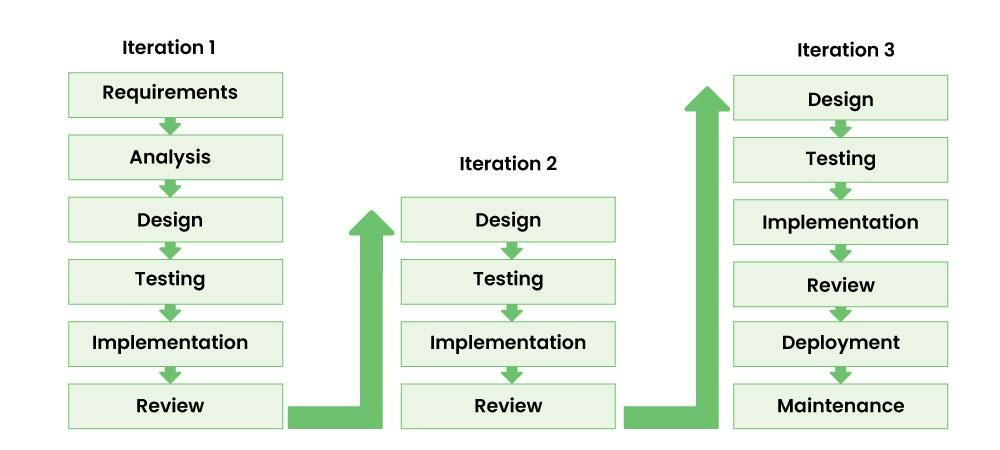 Iteration 1
Requirements
Analysis
Design
Testing
Implementation
Review
Iteration 2
Design
Testing
Implementation
Review
Iteration 3
Design
Testing
Implementation
Review
Deployment
Maintenance